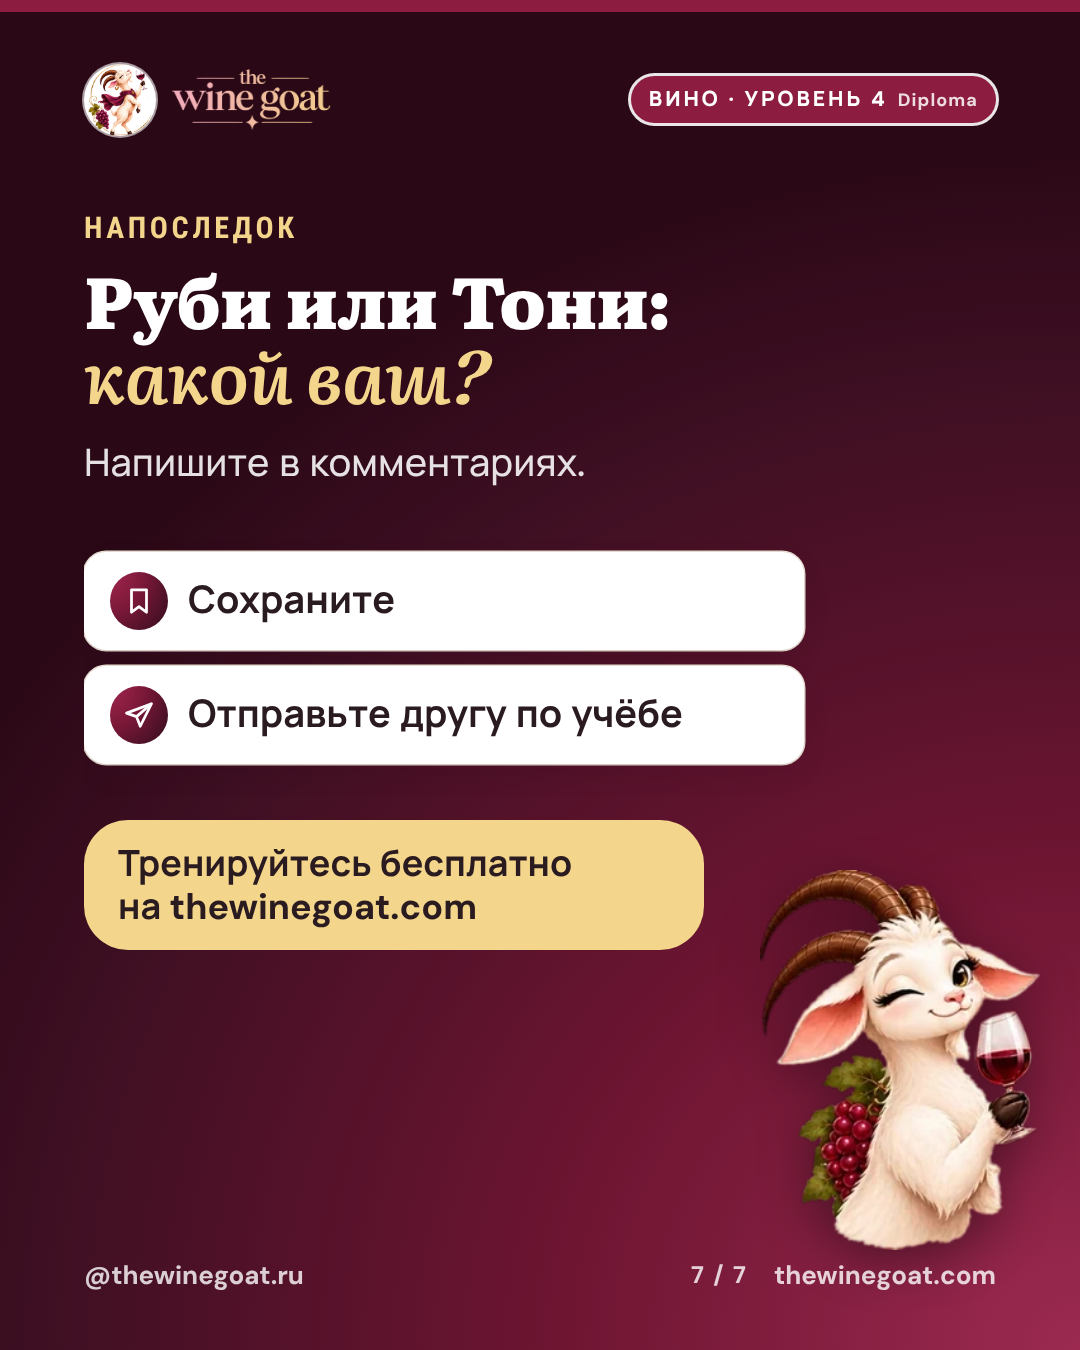 the
wine goat
ВИНО · УРОВЕНЬ 4 Diploma
НАПОСЛЕДОК
Руби или Тони:
какой ваш?
Напишите в комментариях.
Сохраните
Отправьте другу по учёбе
Тренируйтесь бесплатно
на thewinegoat.com
@thewinegoat.ru
7 / 7 thewinegoat.com